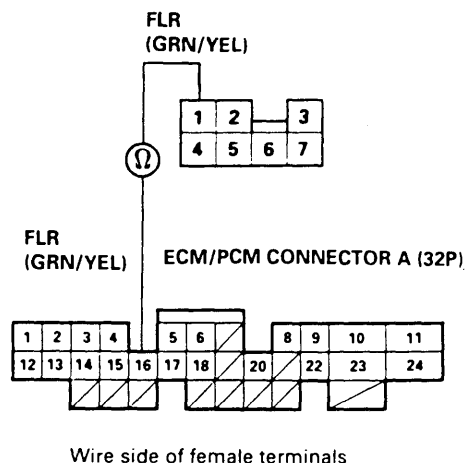 FLR
(GRN/YEL)
1 2 3
4 5 6 7
Ω
FLR
(GRN/YEL)
ECM/PCM CONNECTOR A (32P)
1 2 3 4 5 6 8 9 10 11
12 13 14 15 16 17 18 20 22 23 24
Wire side of female terminals